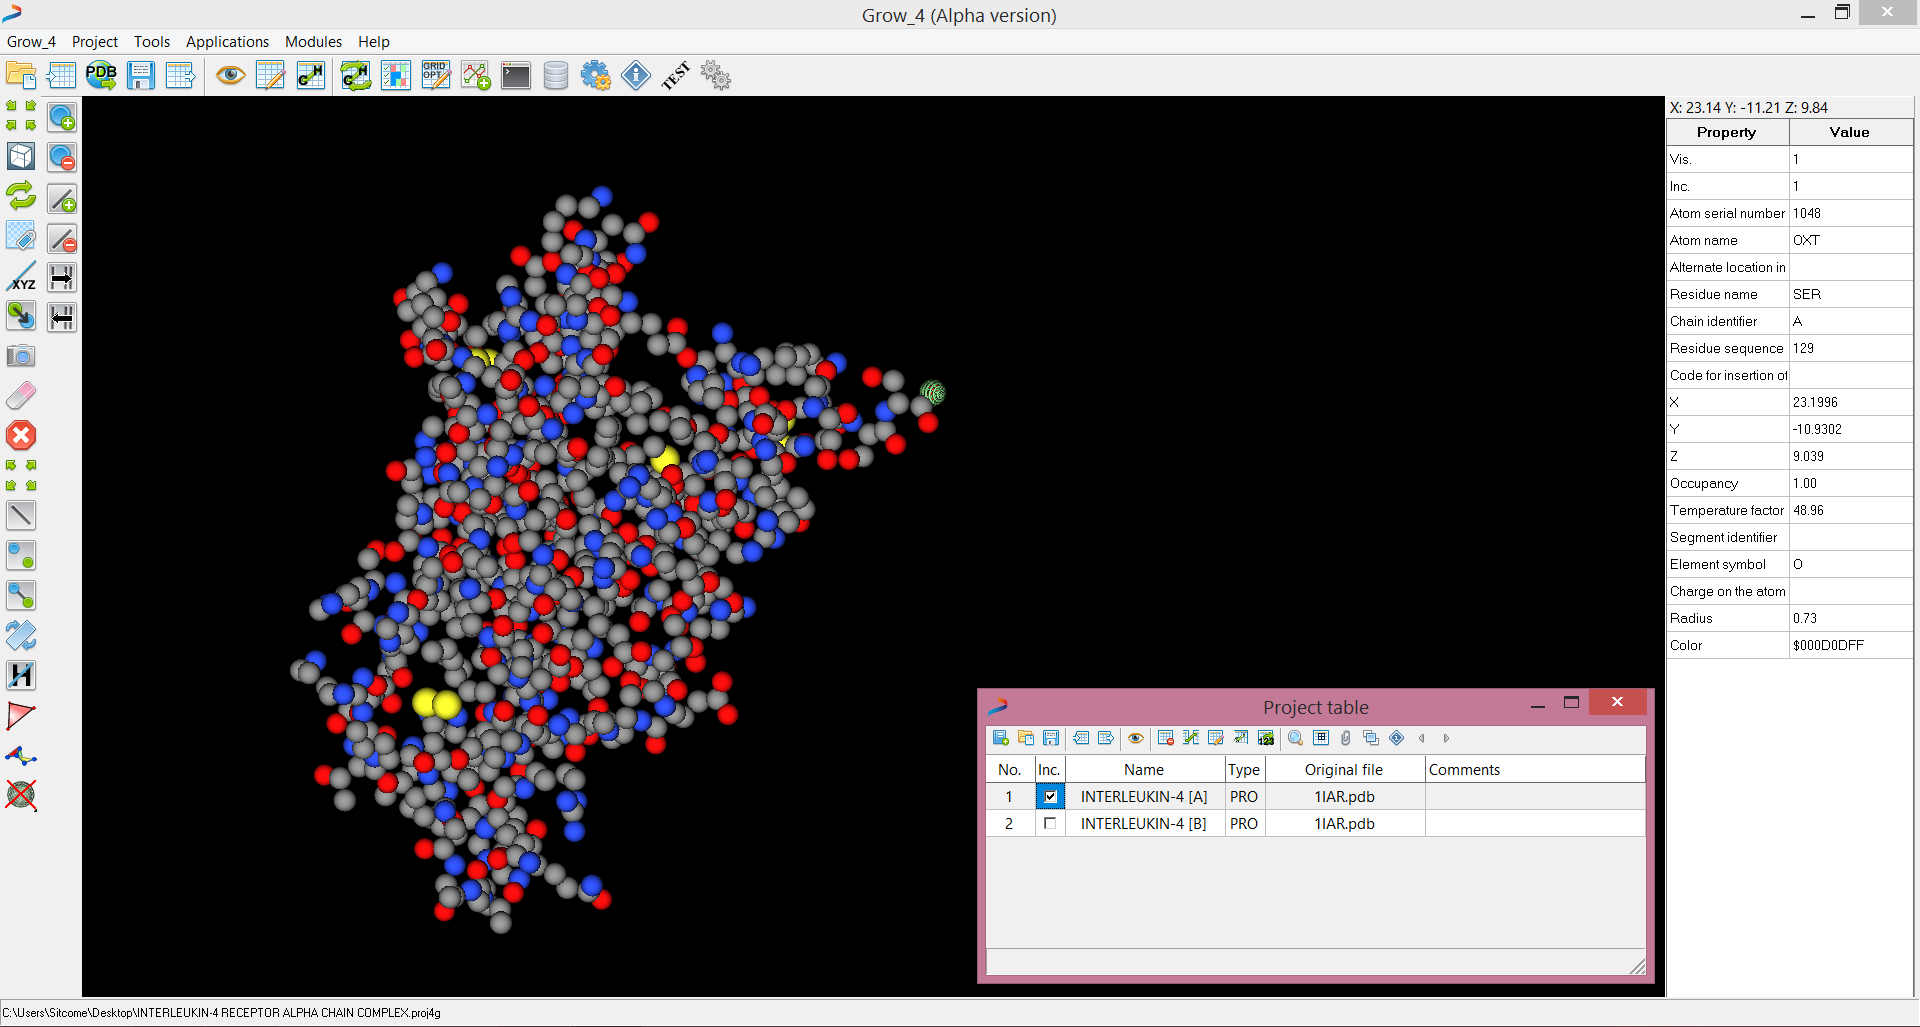 Grow_4 (Alpha version)
Grow_4 Project Tools Applications Modules Help
PDB
GRID
OPT
TEST
XYZ
H
X: 23.14 Y: -11.21 Z: 9.84
Property Value
Vis. 1
Inc. 1
Atom serial number 1048
Atom name OXT
Alternate location in
Residue name SER
Chain identifier A
Residue sequence 129
Code for insertion of
X 23.1996
Y -10.9302
Z 9.039
Occupancy 1.00
Temperature factor 48.96
Segment identifier
Element symbol O
Charge on the atom
Radius 0.73
Color $000D0DFF
Project table
No. Inc. Name Type Original file Comments
1 INTERLEUKIN-4 [A] PRO 1IAR.pdb
2 INTERLEUKIN-4 [B] PRO 1IAR.pdb
C:\Users\Sitcome\Desktop\INTERLEUKIN-4 RECEPTOR ALPHA CHAIN COMPLEX.proj4g